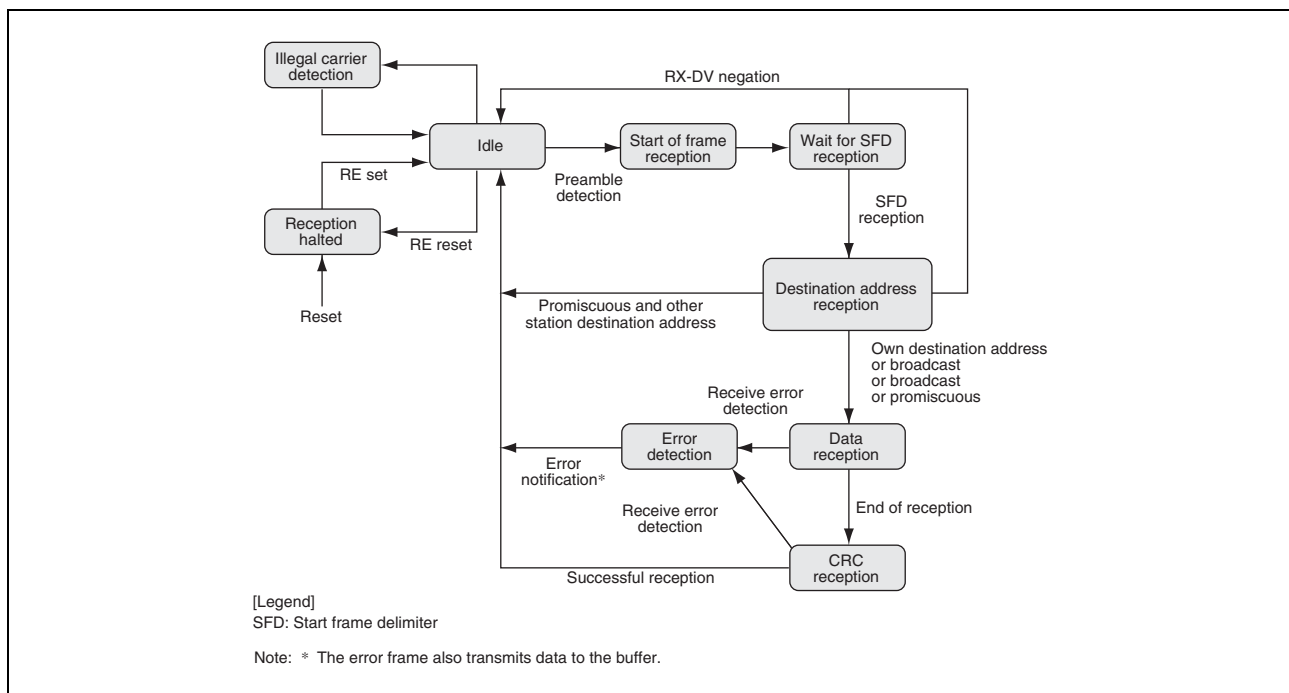 Illegal carrier
detection
RX-DV negation
Idle
Start of frame
reception
Wait for SFD
reception
Preamble
detection
RE set
SFD
reception
Reception
halted
RE reset
Destination address
reception
Promiscuous and other
station destination address
Reset
Own destination address
or broadcast
or broadcast
or promiscuous
Receive error
detection
Error
detection
Data
reception
Error
notification*
Receive error
detection
End of reception
CRC
reception
Successful reception
[Legend]
SFD: Start frame delimiter
Note: * The error frame also transmits data to the buffer.